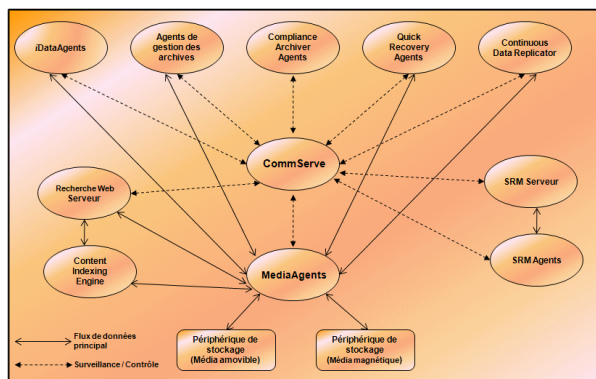 iDataAgents
Agents de
gestion des
archives
Compliance
Archiver
Agents
Quick
Recovery
Agents
Continuous
Data Replicator
CommServe
Recherche Web
Serveur
SRM Serveur
Content
Indexing
Engine
MediaAgents
SRM Agents
Périphérique de
stockage
(Média amovible)
Périphérique de
stockage
(Média magnétique)
Flux de données
principal
Surveillance / Contrôle